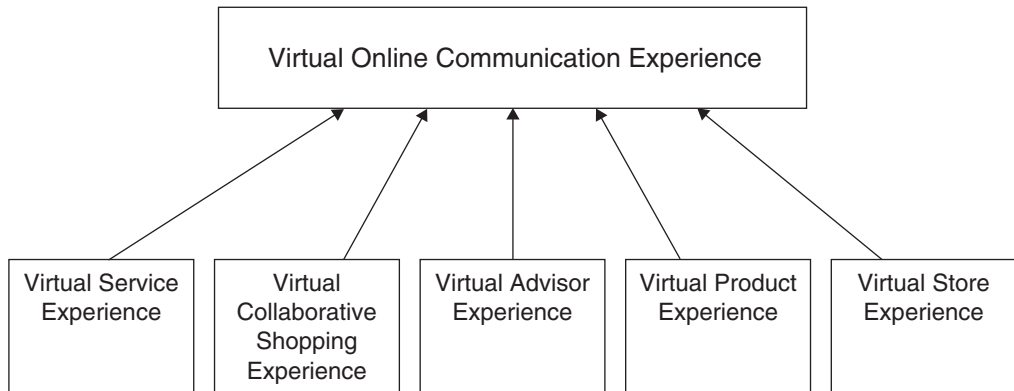 Virtual Online Communication Experience
Virtual Service
Experience
Virtual
Collaborative
Shopping
Experience
Virtual Advisor
Experience
Virtual Product
Experience
Virtual Store
Experience